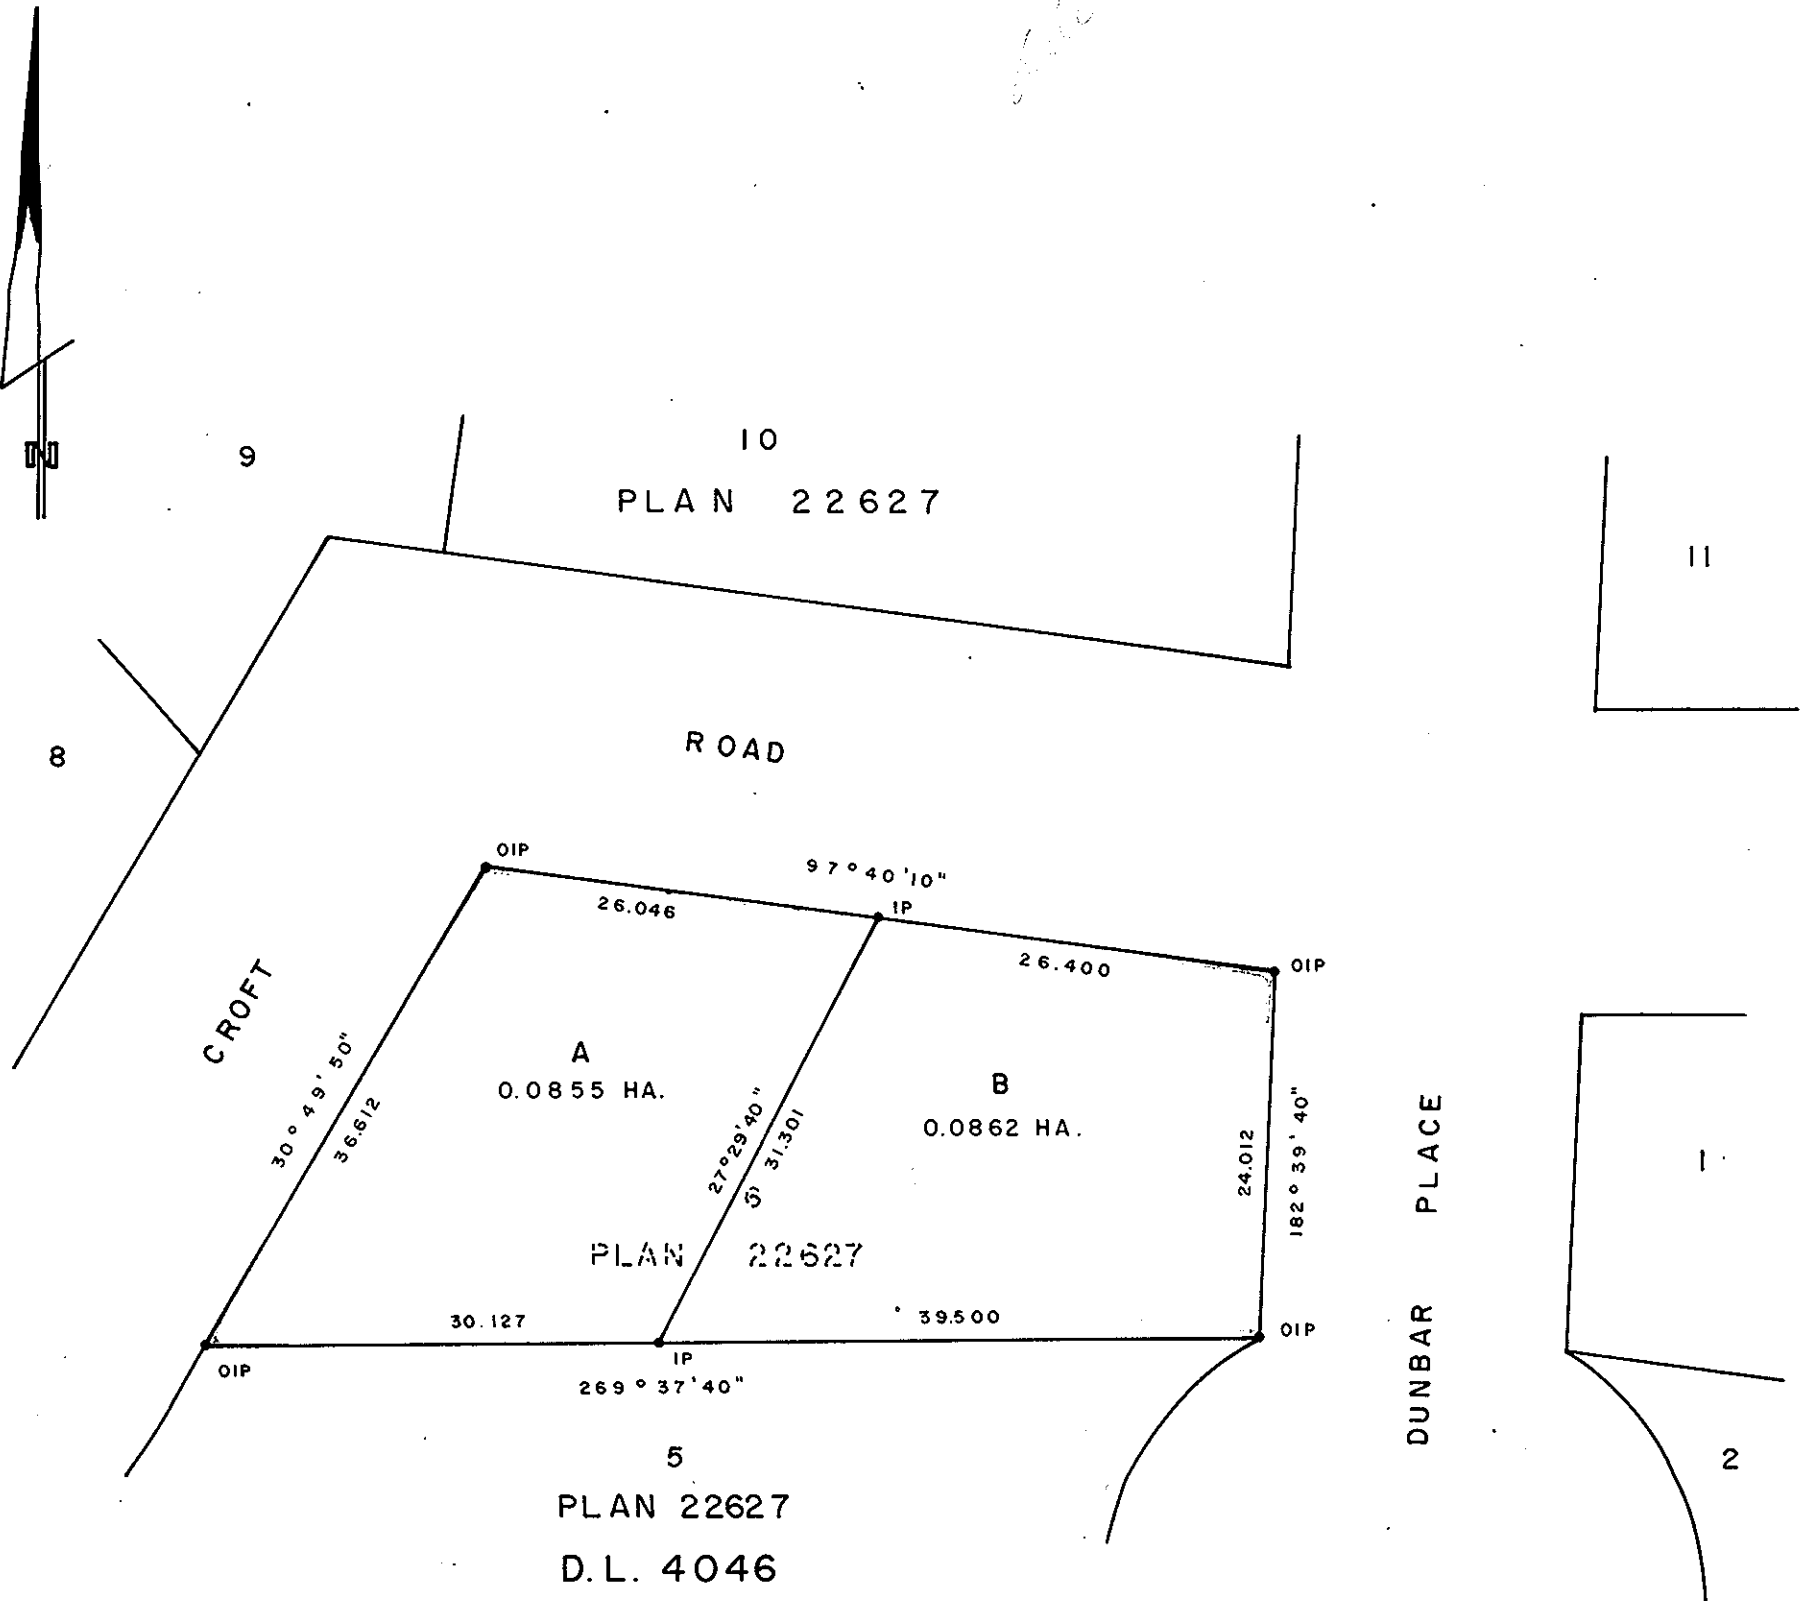 N
9
10
PLAN 22627
11
8
ROAD
OIP
97°40'10"
26.046
IP
26.400
OIP
CROFT
30°49'50"
36.612
A
0.0855 HA.
27°29'40"
31.301
B
0.0862 HA.
24.012
182°39'40"
DUNBAR PLACE
1
PLAN 22627
30.127
39.500
OIP
OIP
IP
269°37'40"
5
PLAN 22627
D.L. 4046
2